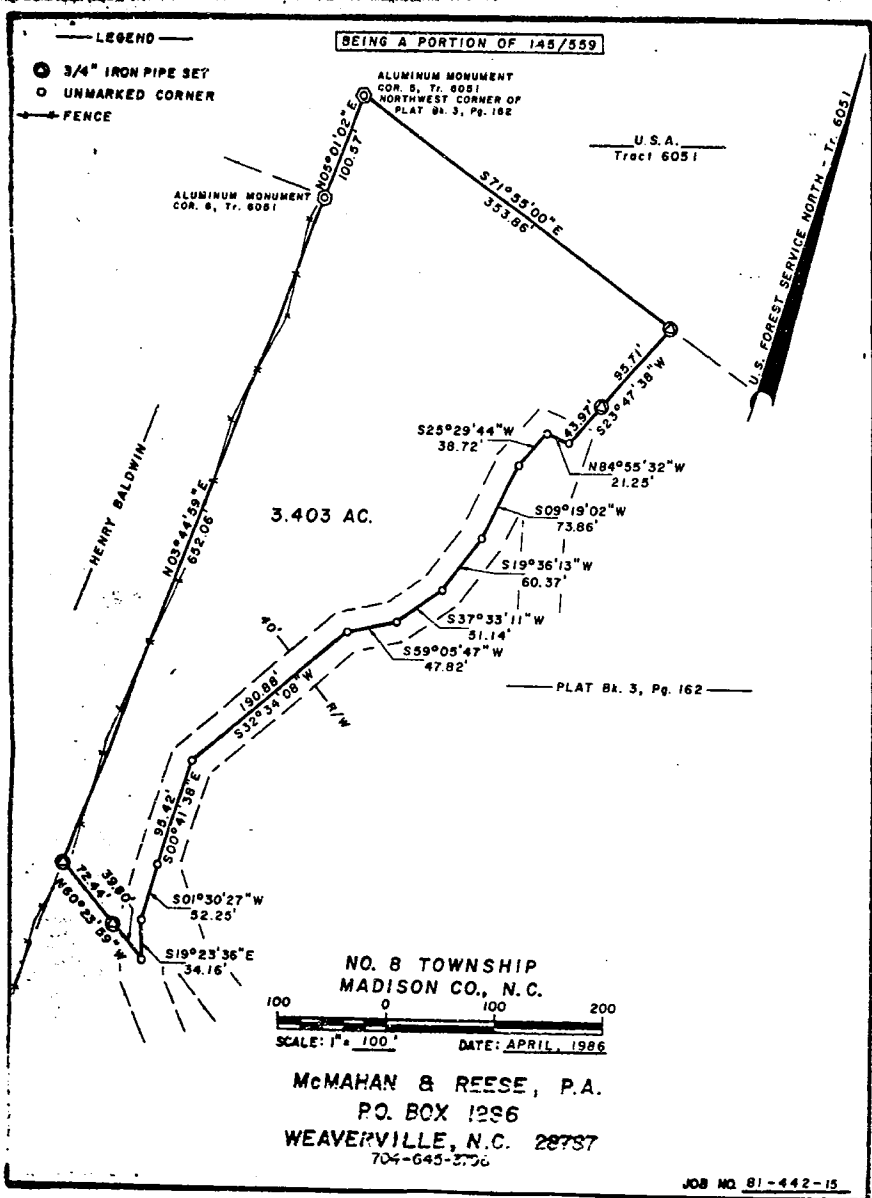 LEGEND
3/4" IRON PIPE SET
UNMARKED CORNER
FENCE
BEING A PORTION OF 145/559
ALUMINUM MONUMENT
COR. 5, Tr. 6051
NORTHWEST CORNER OF
PLAT Bk. 3, Pg. 162
U.S.A.
Tract 6051
U.S. FOREST SERVICE NORTH - Tr. 6051
N05°01'02"E
100.57'
ALUMINUM MONUMENT
COR. 6, Tr. 6051
S71°55'00"E
353.86'
95.71'
S23°47'38"W
43.97'
S25°29'44"W
38.72'
N84°55'32"W
21.25'
S09°19'02"W
73.86'
HENRY BALDWIN
N03°44'59"E
652.06'
3.403 AC.
S19°36'13"W
60.37'
S37°33'11"W
51.14'
S59°05'47"W
47.82'
40'
R/W
190.88'
S32°34'08"W
PLAT Bk. 3, Pg. 162
95.42'
S00°41'38"E
72.44'
39.80'
N60°23'59"W
S01°30'27"W
52.25'
S19°23'36"E
34.16'
NO. 8 TOWNSHIP
MADISON CO., N.C.
100 0 100 200
SCALE: 1" = 100' DATE: APRIL, 1986
McMAHAN & REESE, P.A.
P.O. BOX 1296
WEAVERVILLE, N.C. 28787
JOB NO. 81-442-15